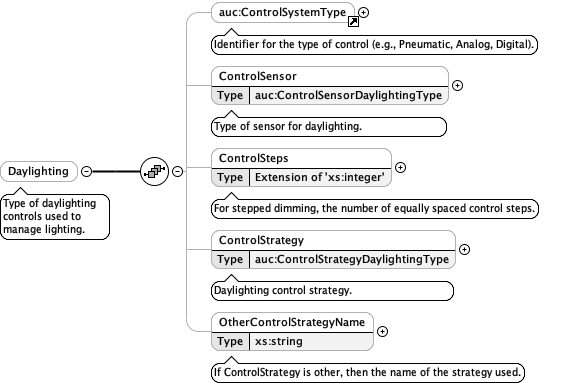 auc:ControlSystemType
Identifier for the type of control (e.g., Pneumatic, Analog, Digital).
ControlSensor
Type auc:ControlSensorDaylightingType
Type of sensor for daylighting.
ControlSteps
Type Extension of 'xs:integer'
For stepped dimming, the number of equally spaced control steps.
Daylighting
Type of daylighting
controls used to
manage lighting.
ControlStrategy
Type auc:ControlStrategyDaylightingType
Daylighting control strategy.
OtherControlStrategyName
Type xs:string
If ControlStrategy is other, then the name of the strategy used.